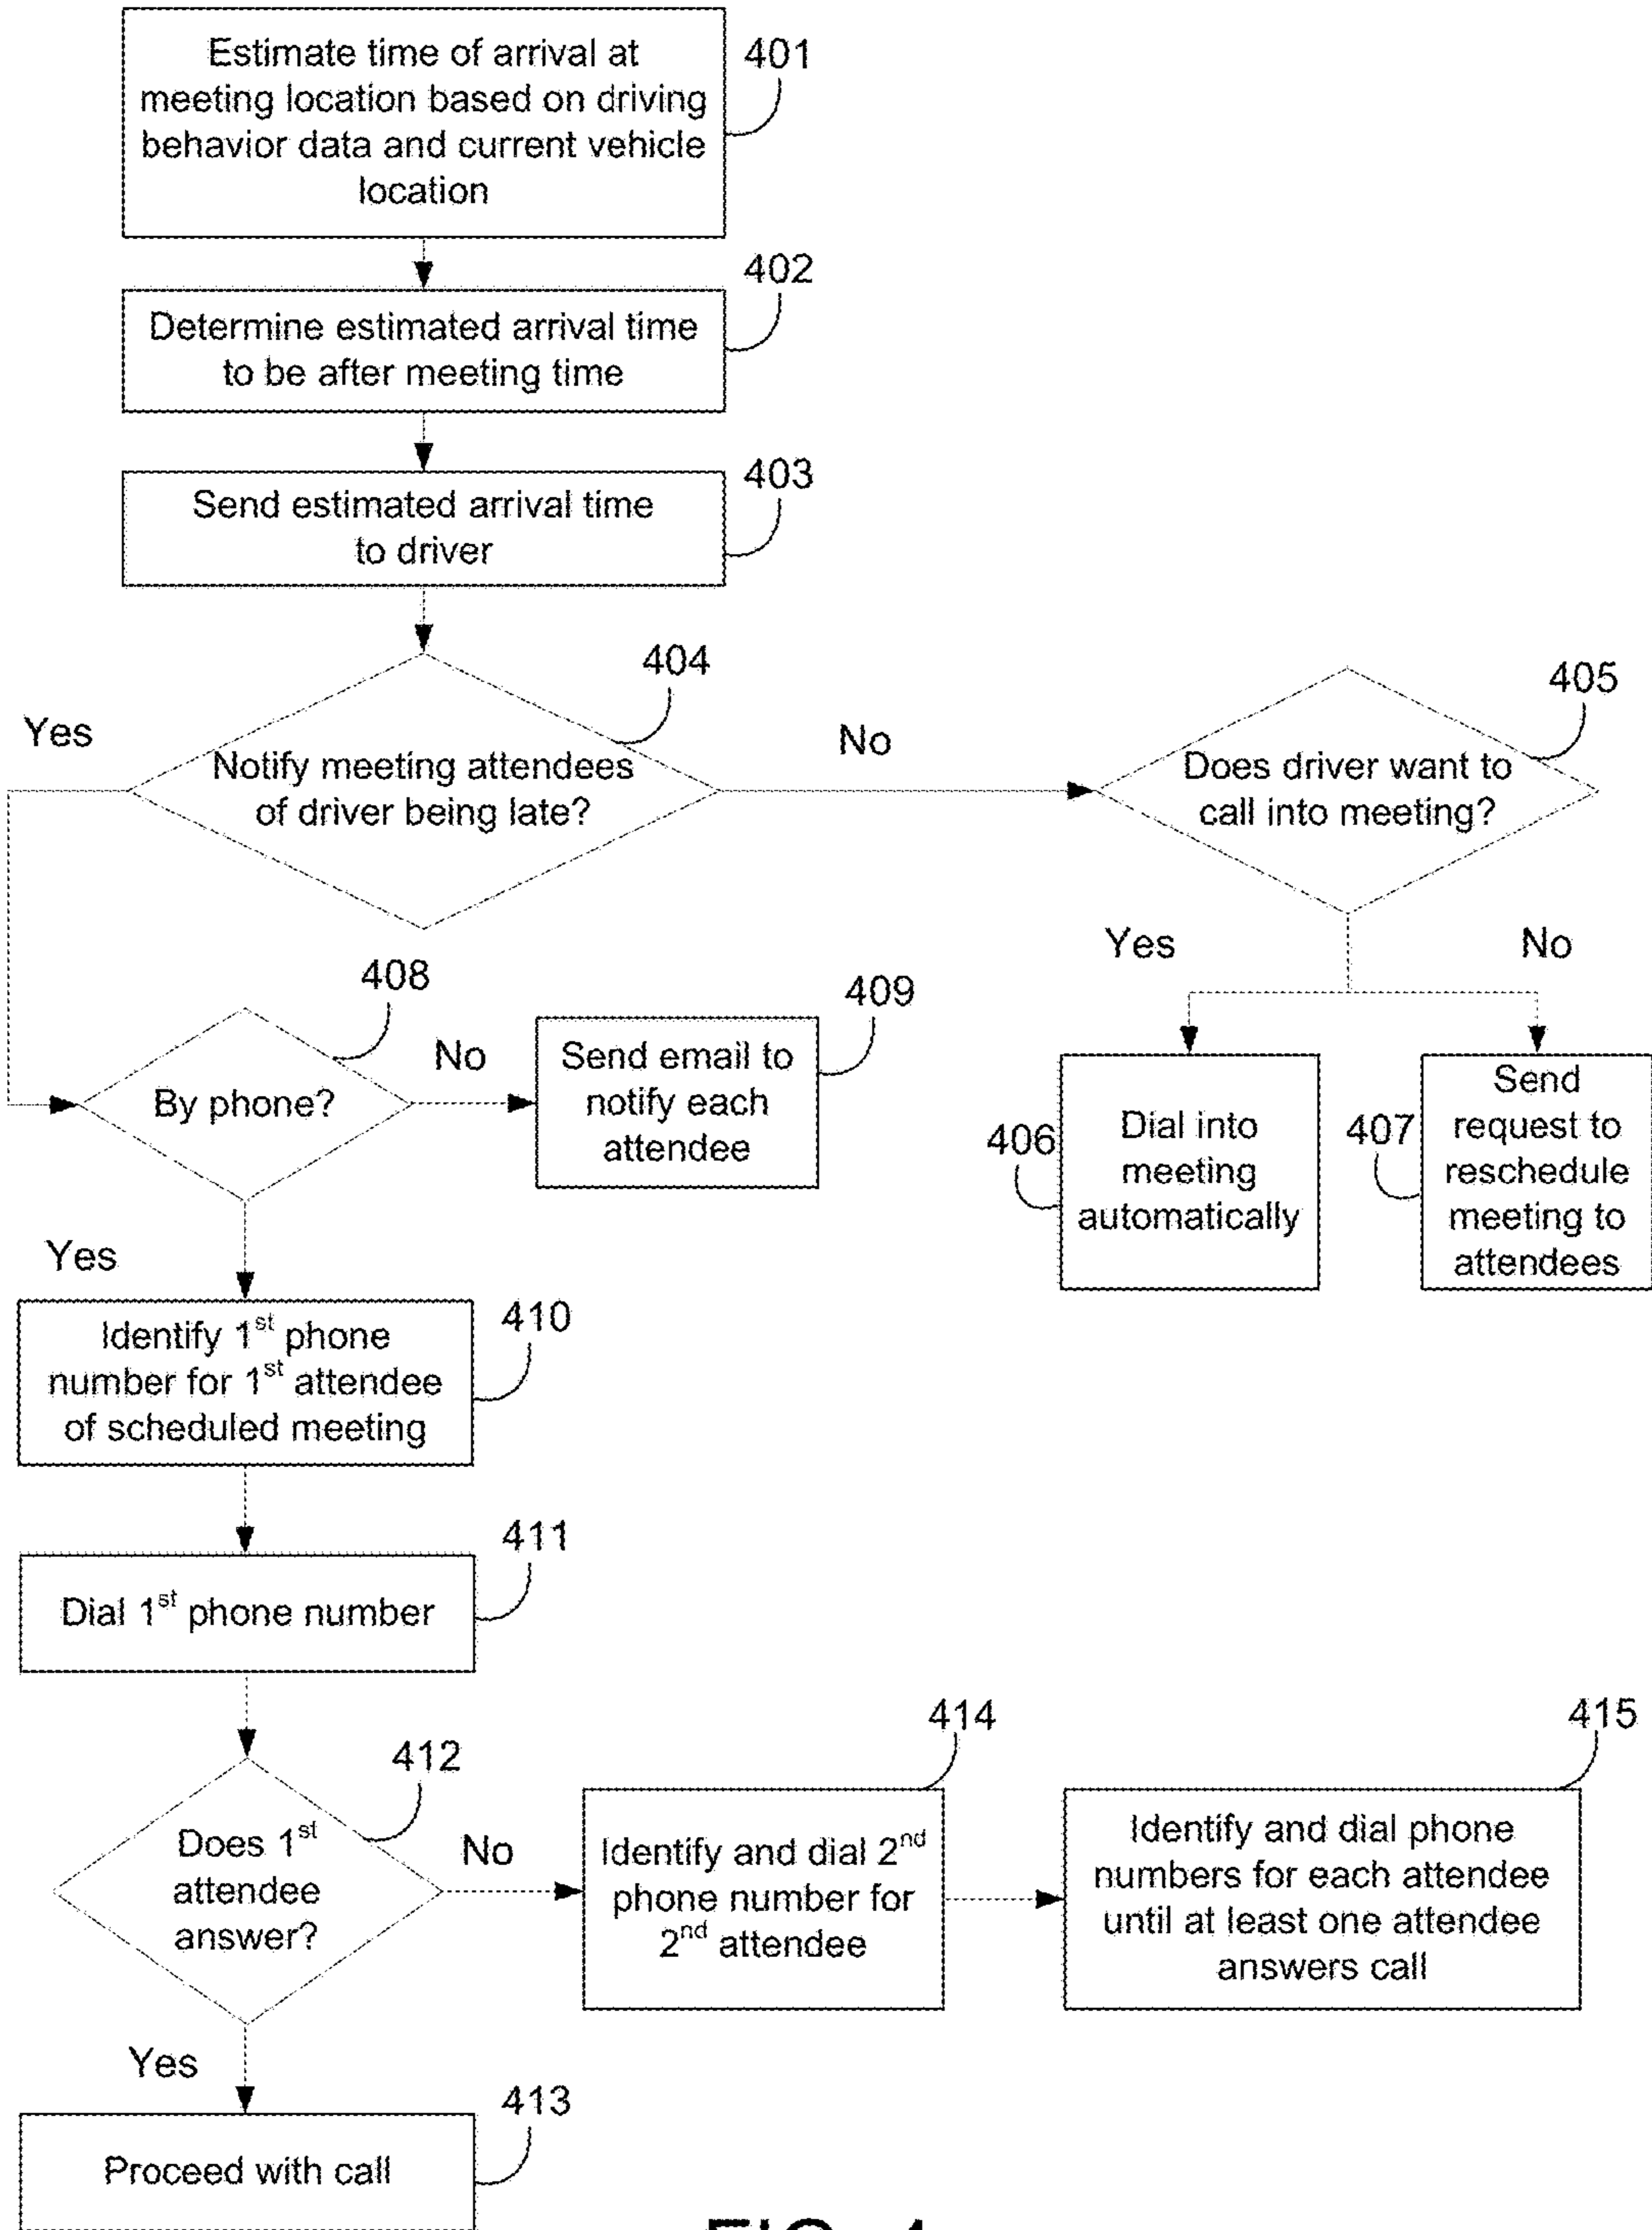 Estimate time of arrival at
meeting location based on driving
behavior data and current vehicle
location
401
Determine estimated arrival time
to be after meeting time
402
Send estimated arrival time
to driver
403
Notify meeting attendees
of driver being late?
404
Yes
No
Does driver want to
call into meeting?
405
Yes
No
Dial into
meeting
automatically
406
Send
request to
reschedule
meeting to
attendees
407
By phone?
408
No
Send email to
notify each
attendee
409
Yes
Identify 1st phone
number for 1st attendee
of scheduled meeting
410
Dial 1st phone number
411
Does 1st
attendee
answer?
412
No
Identify and dial 2nd
phone number for
2nd attendee
414
Identify and dial phone
numbers for each attendee
until at least one attendee
answers call
415
Yes
Proceed with call
413